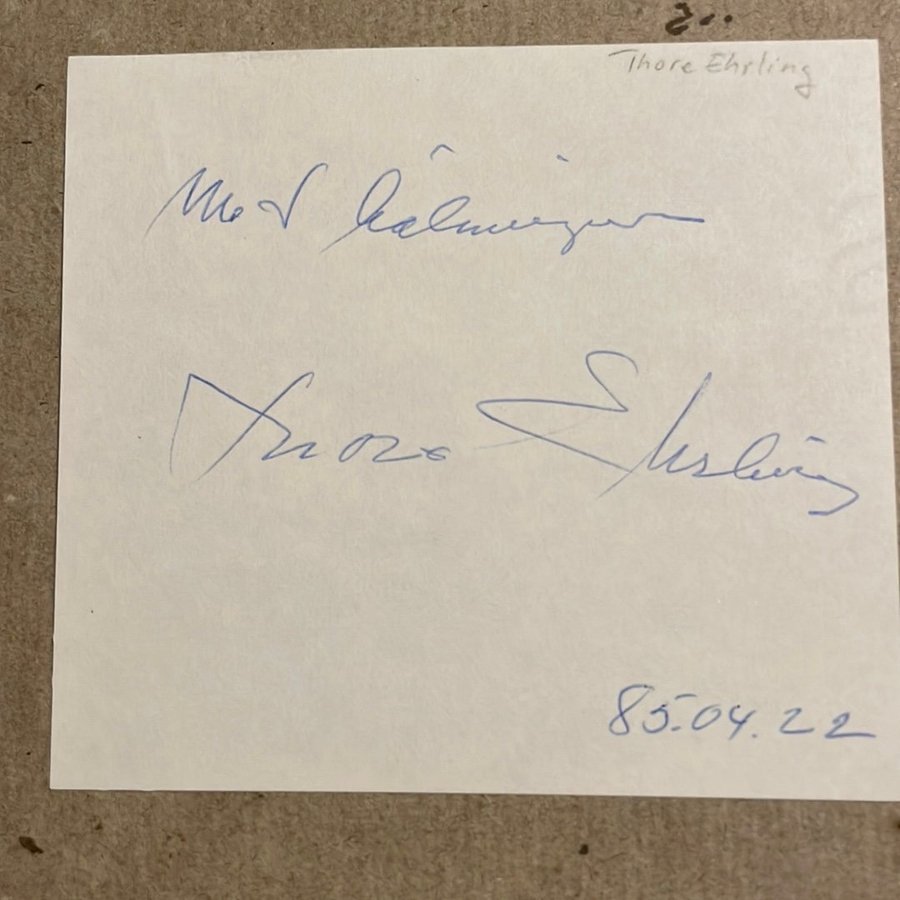 Thore Ehrling
Med hälsningar
Thore Ehrling
85.04.22